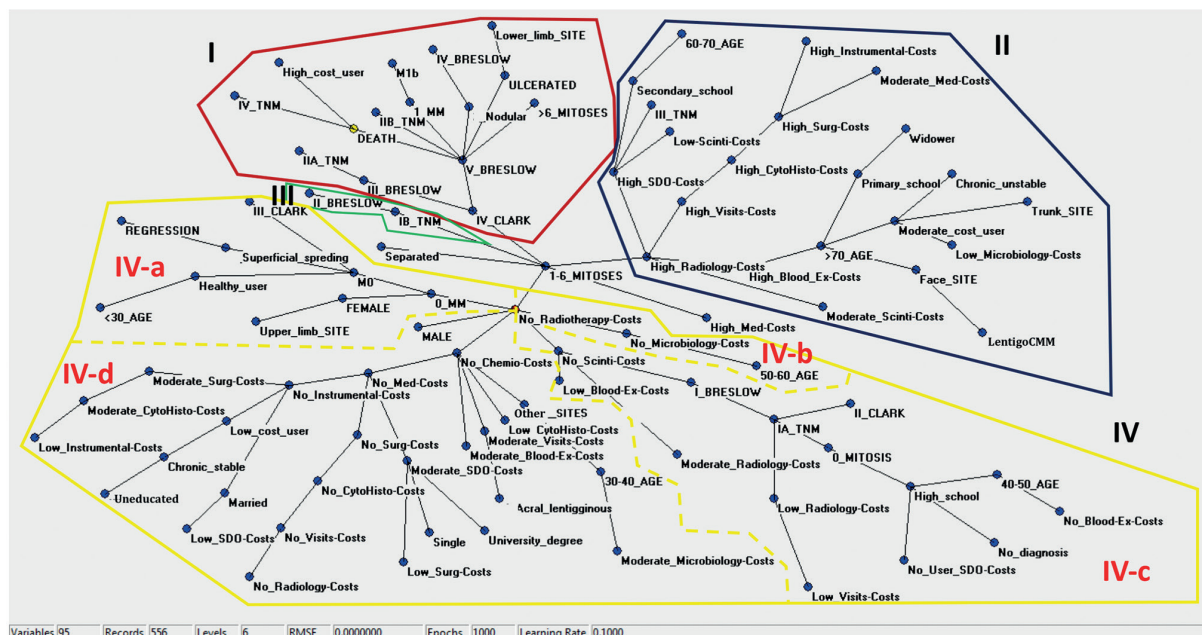 Lower_limb_SITE
I
IV_BRESLOW
60-70_AGE
High_Instrumental-Costs
II
High_cost_user
M1b
ULCERATED
Secondary_school
Moderate_Med-Costs
IV_TNM
1_MM
IIB_TNM
Nodular
>6_MITOSES
III_TNM
DEATH
Low-Scinti-Costs
High_Surg-Costs
Widower
IIA_TNM
V_BRESLOW
High_SDO-Costs
High_CytoHisto-Costs
Primary_school
Chronic_unstable
III_BRESLOW
III
II_BRESLOW
High_Visits-Costs
Trunk_SITE
III_CLARK
IB_TNM
IV_CLARK
Moderate_cost_user
REGRESSION
Separated
Low_Microbiology-Costs
Superficial_spreding
>70_AGE
IV-a
M0
1-6_MITOSES
High_Radiology-Costs
High_Blood_Ex-Costs
Face_SITE
Healthy_user
FEMALE
0_MM
<30_AGE
Upper_limb_SITE
MALE
No_Radiotherapy-Costs
High_Med-Costs
Moderate_Scinti-Costs
No_Microbiology-Costs
LentigoCMM
No_Chemio-Costs
No_Scinti-Costs
IV-b
50-60_AGE
IV-d
Moderate_Surg-Costs
No_Med-Costs
No_Instrumental-Costs
Low_Blood-Ex-Costs
I_BRESLOW
Moderate_CytoHisto-Costs
Other_SITES
II_CLARK
Low_cost_user
Low_CytoHisto-Costs
IA_TNM
IV
Low_Instrumental-Costs
No_Surg-Costs
Moderate_Visits-Costs
Moderate_Blood-Ex-Costs
0_MITOSIS
Chronic_stable
Moderate_SDO-Costs
Moderate_Radiology-Costs
Uneducated
Married
No_CytoHisto-Costs
30-40_AGE
High_school
40-50_AGE
Acral_lentigginous
Low_Radiology-Costs
No_Blood-Ex-Costs
Low_SDO-Costs
No_Visits-Costs
Single
University_degree
No_diagnosis
Moderate_Microbiology-Costs
No_User_SDO-Costs
IV-c
No_Radiology-Costs
Low_Surg-Costs
Low_Visits-Costs
Variables 95 Records 556 Levels 6 RMSE 0.0000000 Epochs 1000 Learning Rate 0.1000